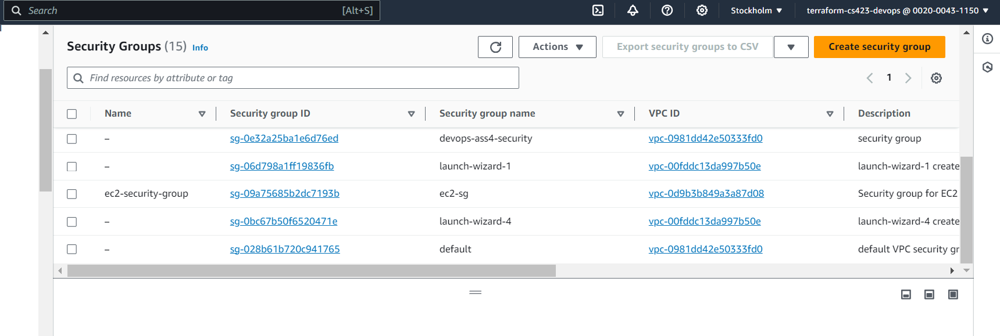 Search [Alt+S] Stockholm ▼ terraform-cs423-devops @ 0020-0043-1150 ▼
Security Groups (15) Info Actions ▼ Export security groups to CSV ▼ Create security group
Find resources by attribute or tag 1
Name Security group ID Security group name VPC ID Description
– sg-0e32a25ba1e6d76ed devops-ass4-security vpc-0981dd42e50333fd0 security group
– sg-06d798a1ff19836fb launch-wizard-1 vpc-00fddc13da997b50e launch-wizard-1 create
ec2-security-group sg-09a75685b2dc7193b ec2-sg vpc-0d9b3b849a3a87d08 Security group for EC2
– sg-0bc67b50f6520471e launch-wizard-4 vpc-00fddc13da997b50e launch-wizard-4 create
– sg-028b61b720c941765 default vpc-0981dd42e50333fd0 default VPC security gr